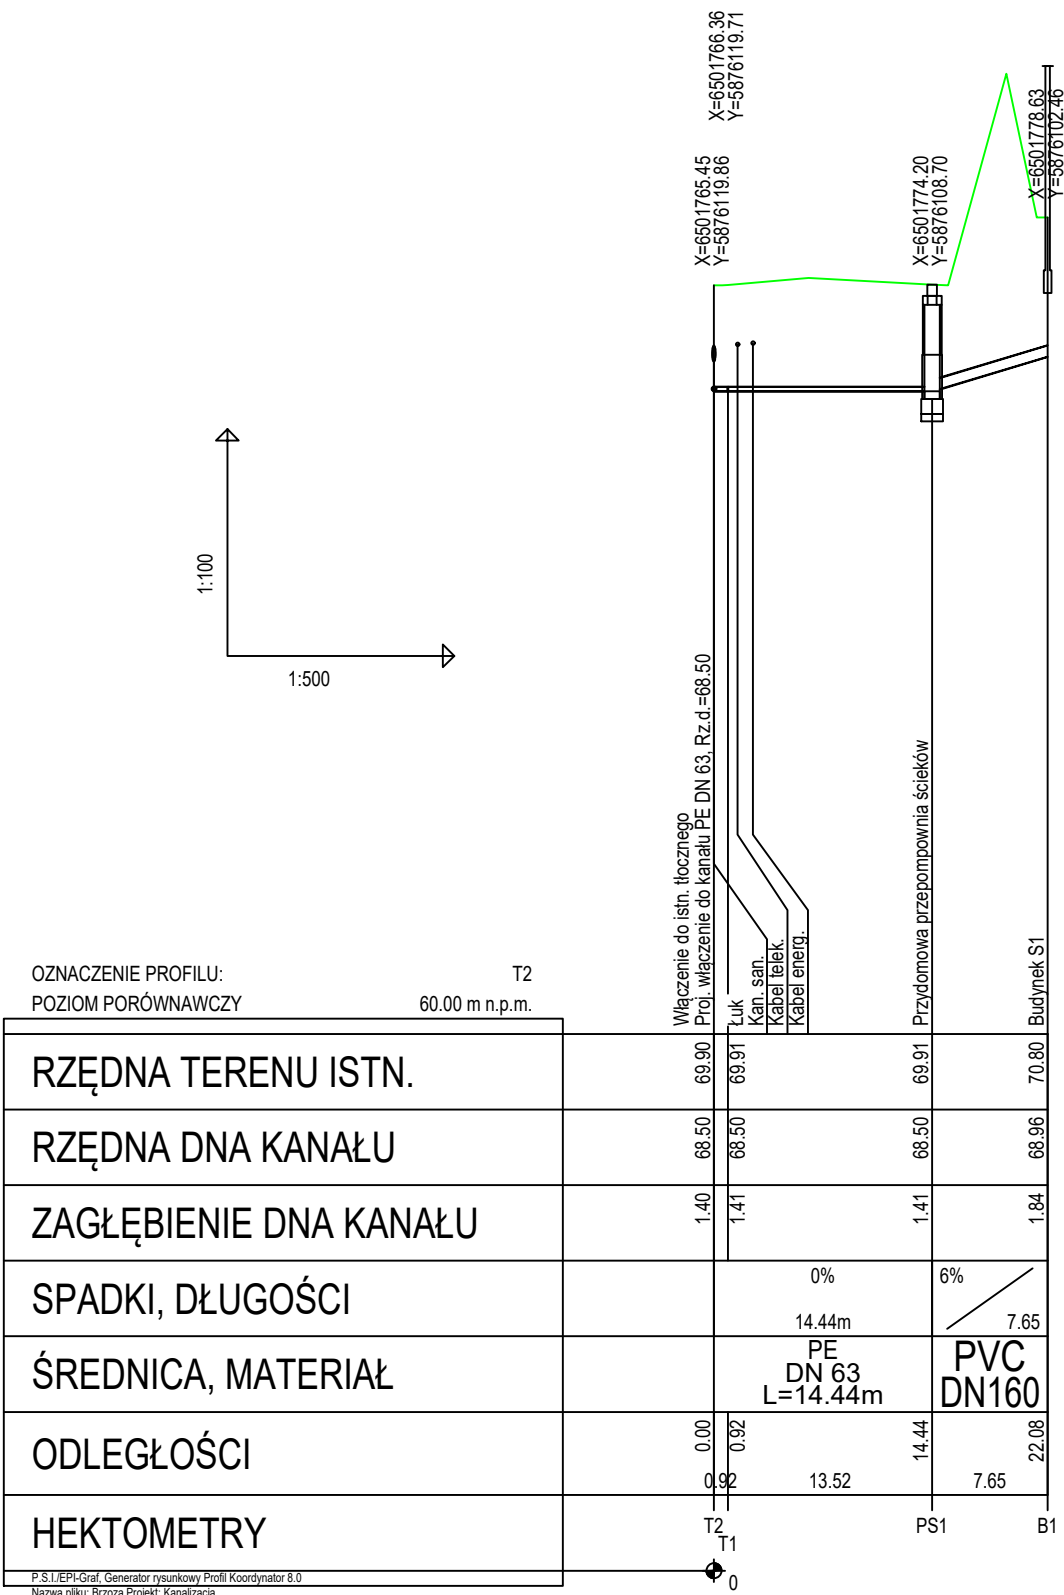 X=6501766.36
Y=5876119.71
X=6501765.45
Y=5876119.86
X=6501774.20
Y=5876108.70
X=6501778.63
Y=5876102.46
1:100
1:500
Włączenie do istn. tłocznego
Proj. włączenie do kanału PE DN 63, Rz.d.=68.50
Łuk
Kan. san.
Kabel telek.
Kabel energ.
Przydomowa przepompownia ścieków
Budynek S1
OZNACZENIE PROFILU: T2
POZIOM PORÓWNAWCZY 60.00 m n.p.m.
RZĘDNA TERENU ISTN. 69.90 69.91 69.91 70.80
RZĘDNA DNA KANAŁU 68.50 68.50 68.50 68.96
ZAGŁĘBIENIE DNA KANAŁU 1.40 1.41 1.41 1.84
SPADKI, DŁUGOŚCI
0% 6%
14.44m 7.65
ŚREDNICA, MATERIAŁ
PE
DN 63
L=14.44m
PVC
DN160
ODLEGŁOŚCI
0.00 0.92 14.44 22.08
0.92 13.52 7.65
HEKTOMETRY
T2 T1 PS1 B1
0
P.S.I./EPI-Graf, Generator rysunkowy Profil Koordynator 8.0
Nazwa pliku: Brzoza Projekt: Kanalizacja